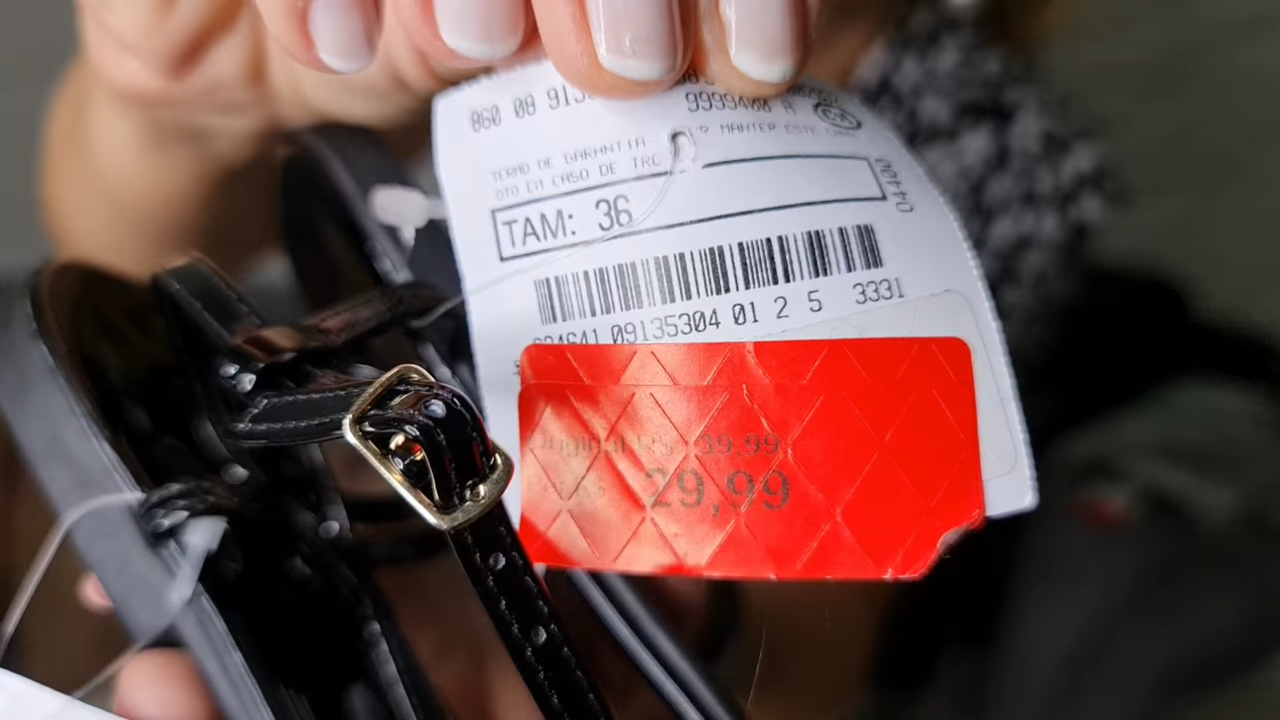 860 08
9999400 A
TERMO DE GARANTIA MANTER ESTE
OTO EM CASO DE TRC
04400
TAM: 36
09135304 01 2 5 3331
Original R$ 39,99
29,99